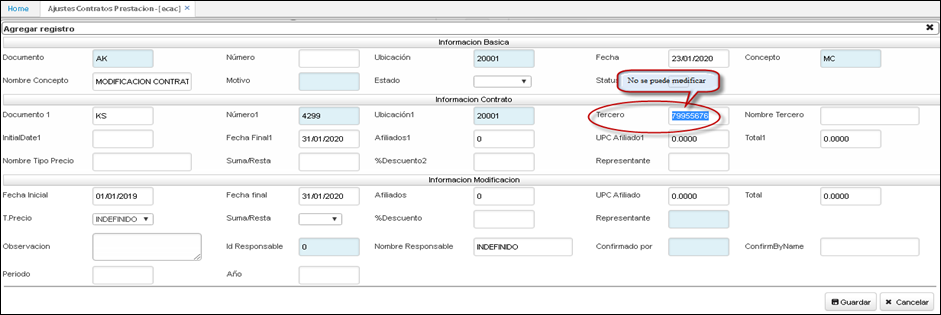 Home Ajustes Contratos Prestacion - [ecac] ✕
Agregar registro ✖
Informacion Basica
Documento AK Número Ubicación 20001 Fecha 23/01/2020 Concepto MC
Nombre Concepto MODIFICACION CONTRAT Motivo Estado Status No se puede modificar
Informacion Contrato
Documento 1 KS Número1 4299 Ubicación1 20001 Tercero 79955676 Nombre Tercero
InitialDate1 Fecha Final1 31/01/2020 Afiliados1 0 UPC Afiliado1 0.0000 Total1 0.0000
Nombre Tipo Precio Suma/Resta %Descuento2 Representante
Informacion Modificacion
Fecha Inicial 01/01/2019 Fecha final 31/01/2020 Afiliados 0 UPC Afiliado 0.0000 Total 0.0000
T.Precio INDEFINIDO Suma/Resta %Descuento Representante
Observacion Id Responsable 0 Nombre Responsable INDEFINIDO Confirmado por ConfirmByName
Periodo Año
Guardar ✖ Cancelar